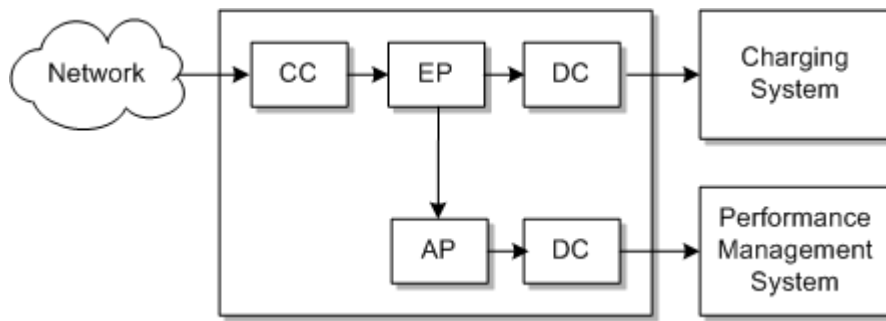 Network
CC
EP
DC
Charging
System
AP
DC
Performance
Management
System